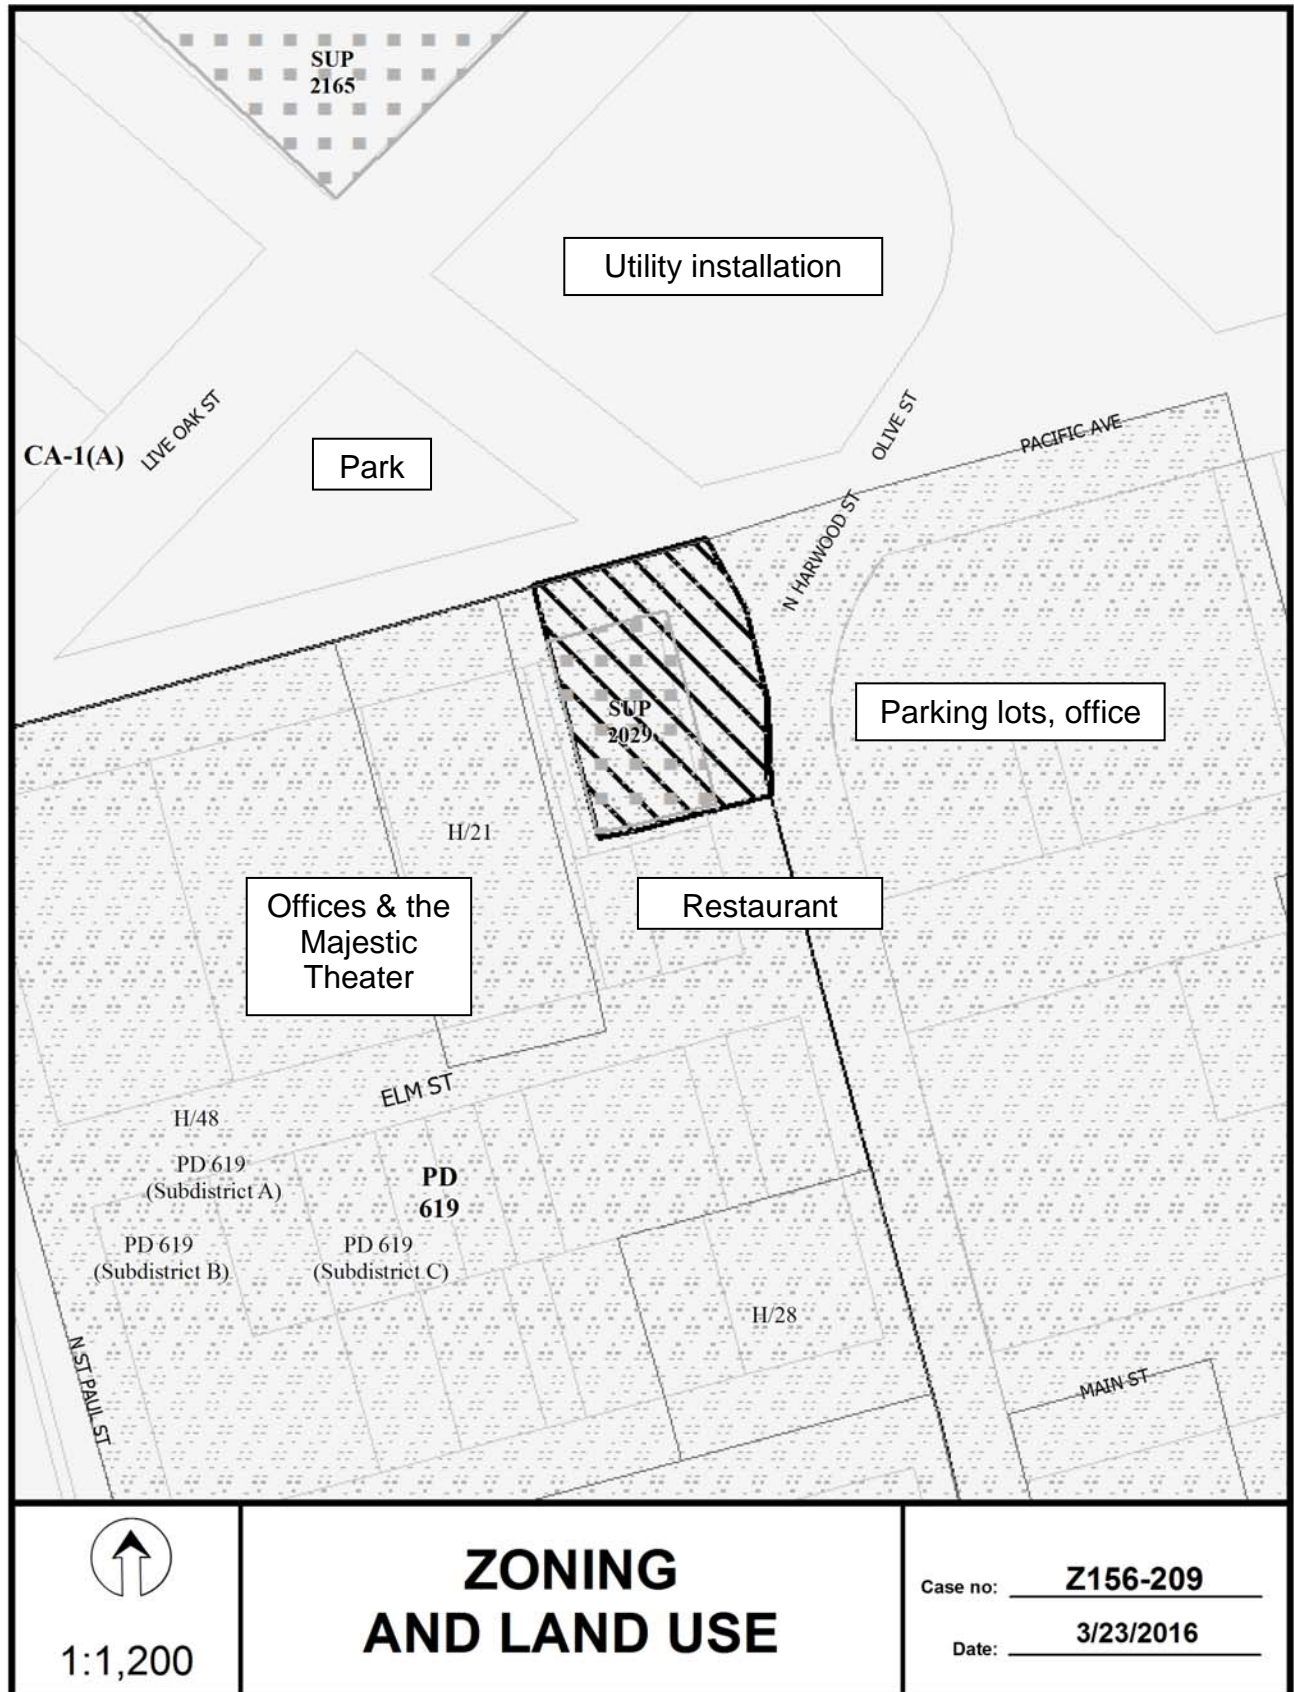 SUP
2165
Utility installation
OLIVE ST
PACIFIC AVE
LIVE OAK ST
CA-1(A)
Park
N HARWOOD ST
SUP
2029
Parking lots, office
H/21
Offices & the
Majestic
Theater
Restaurant
ELM ST
H/48
PD 619
(Subdistrict A)
PD
619
PD 619
(Subdistrict B)
PD 619
(Subdistrict C)
H/28
N ST PAUL ST
MAIN ST
1:1,200
ZONING
AND LAND USE
Case no: Z156-209
Date: 3/23/2016